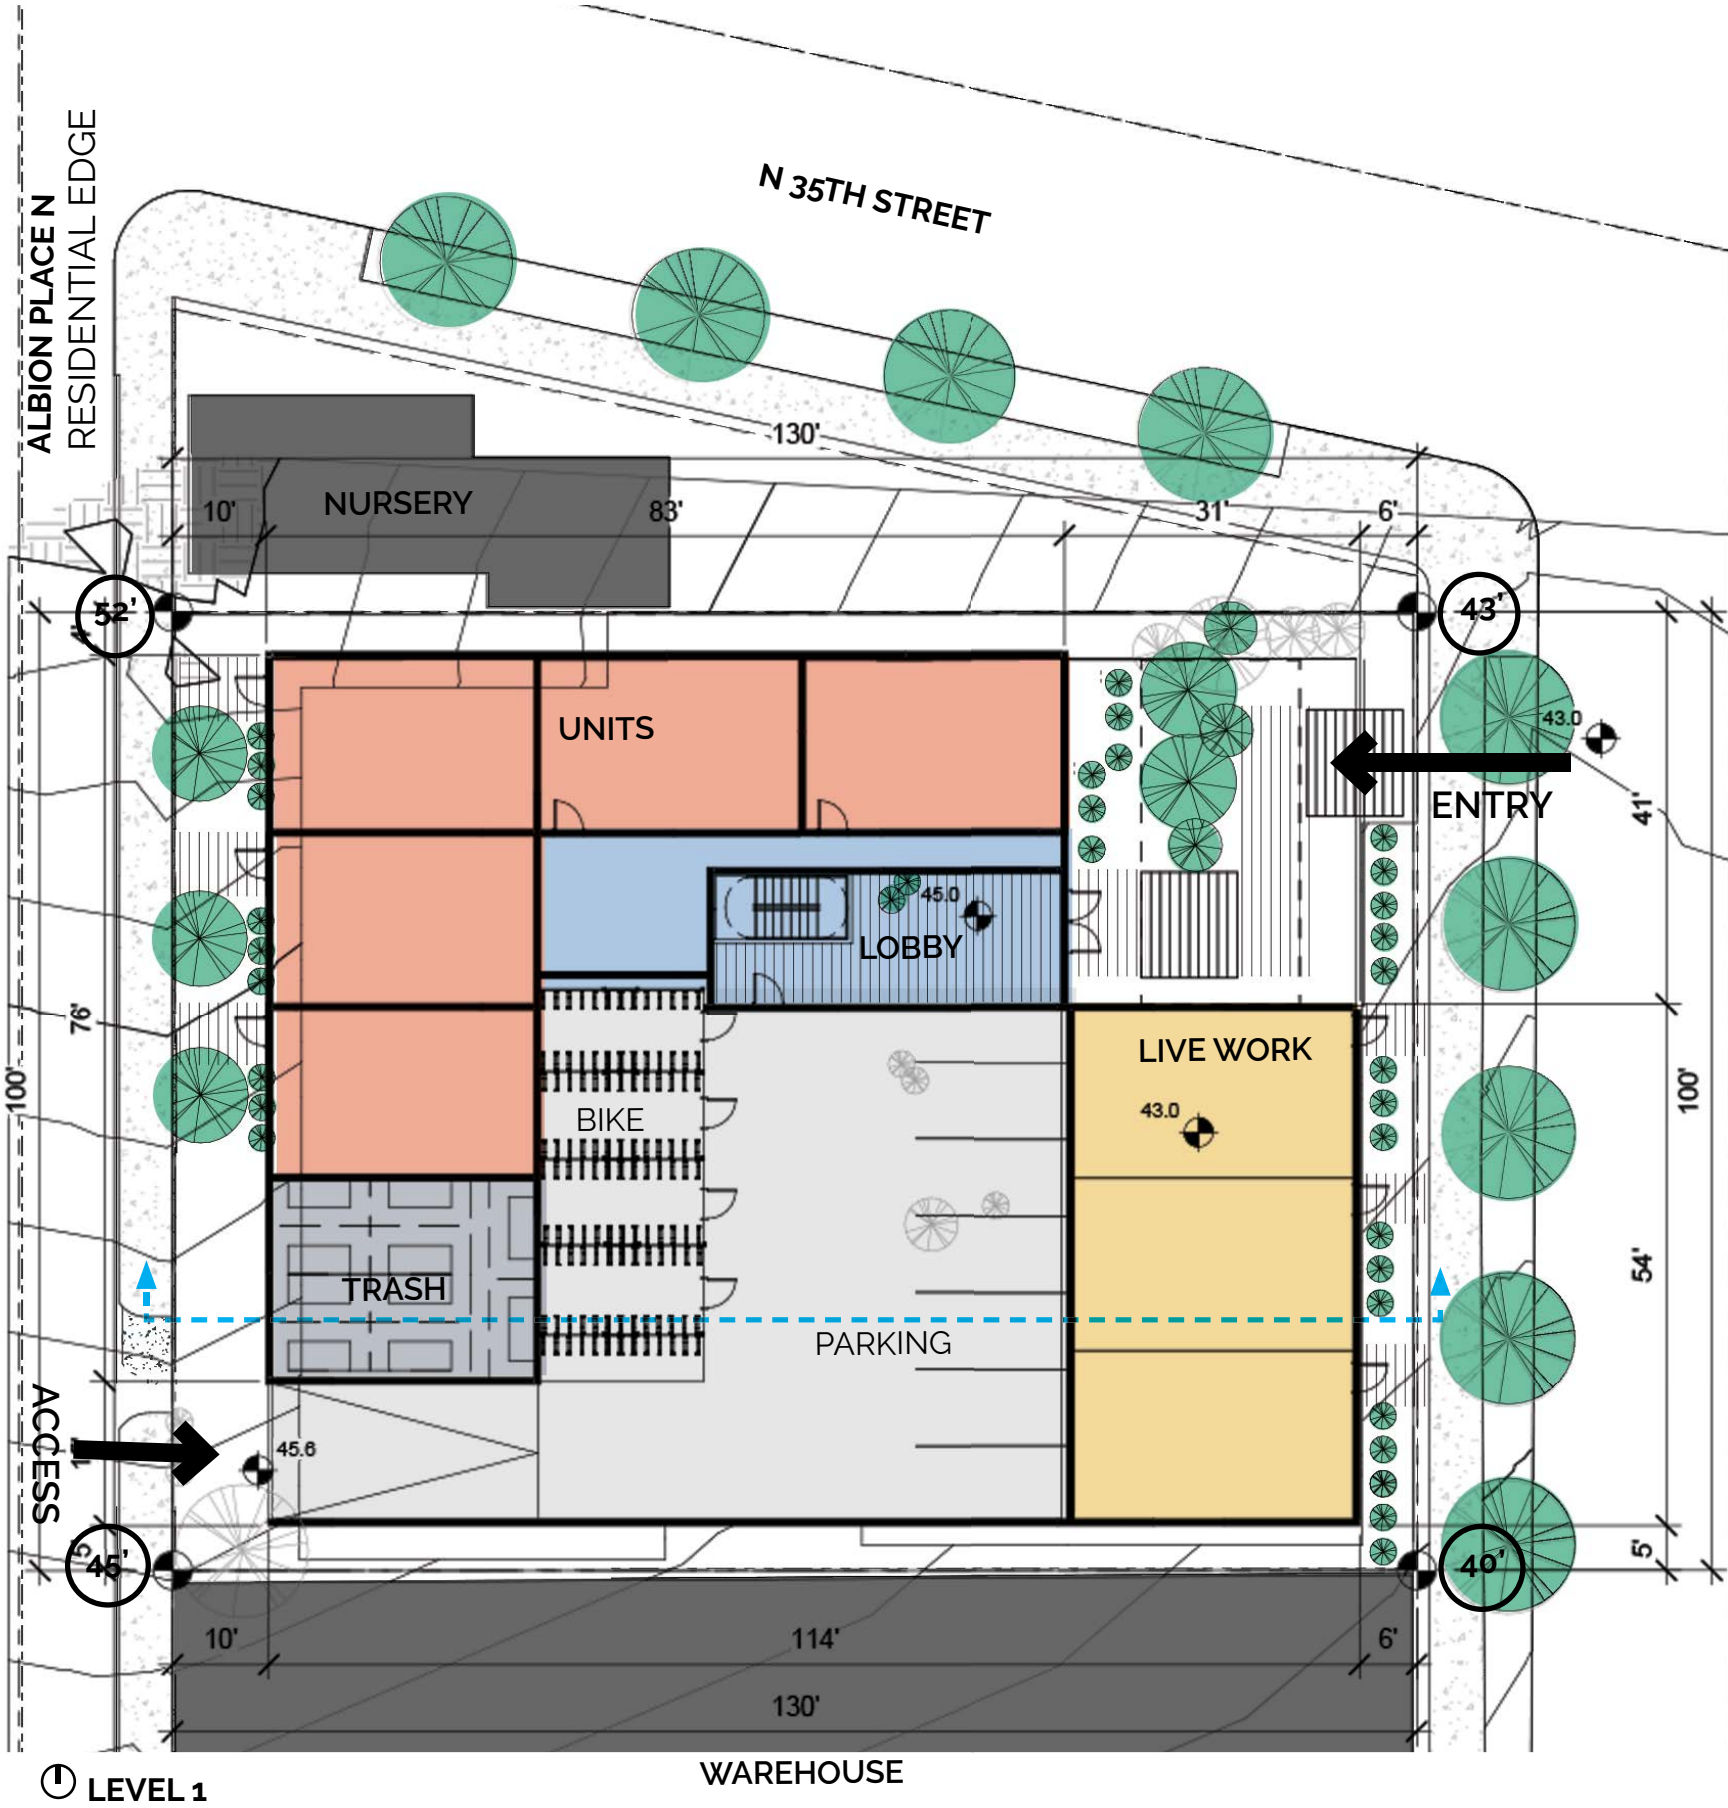 ALBION PLACE N
RESIDENTIAL EDGE
N 35TH STREET
130'
10'
NURSERY
83'
31'
6'
52'
43'
4'
UNITS
43.0
ENTRY
41'
45.0
LOBBY
76'
100'
LIVE WORK
43.0
BIKE
100'
54'
TRASH
PARKING
ACCESS
45.6
45'
5'
40'
5'
10'
114'
6'
130'
WAREHOUSE
LEVEL 1